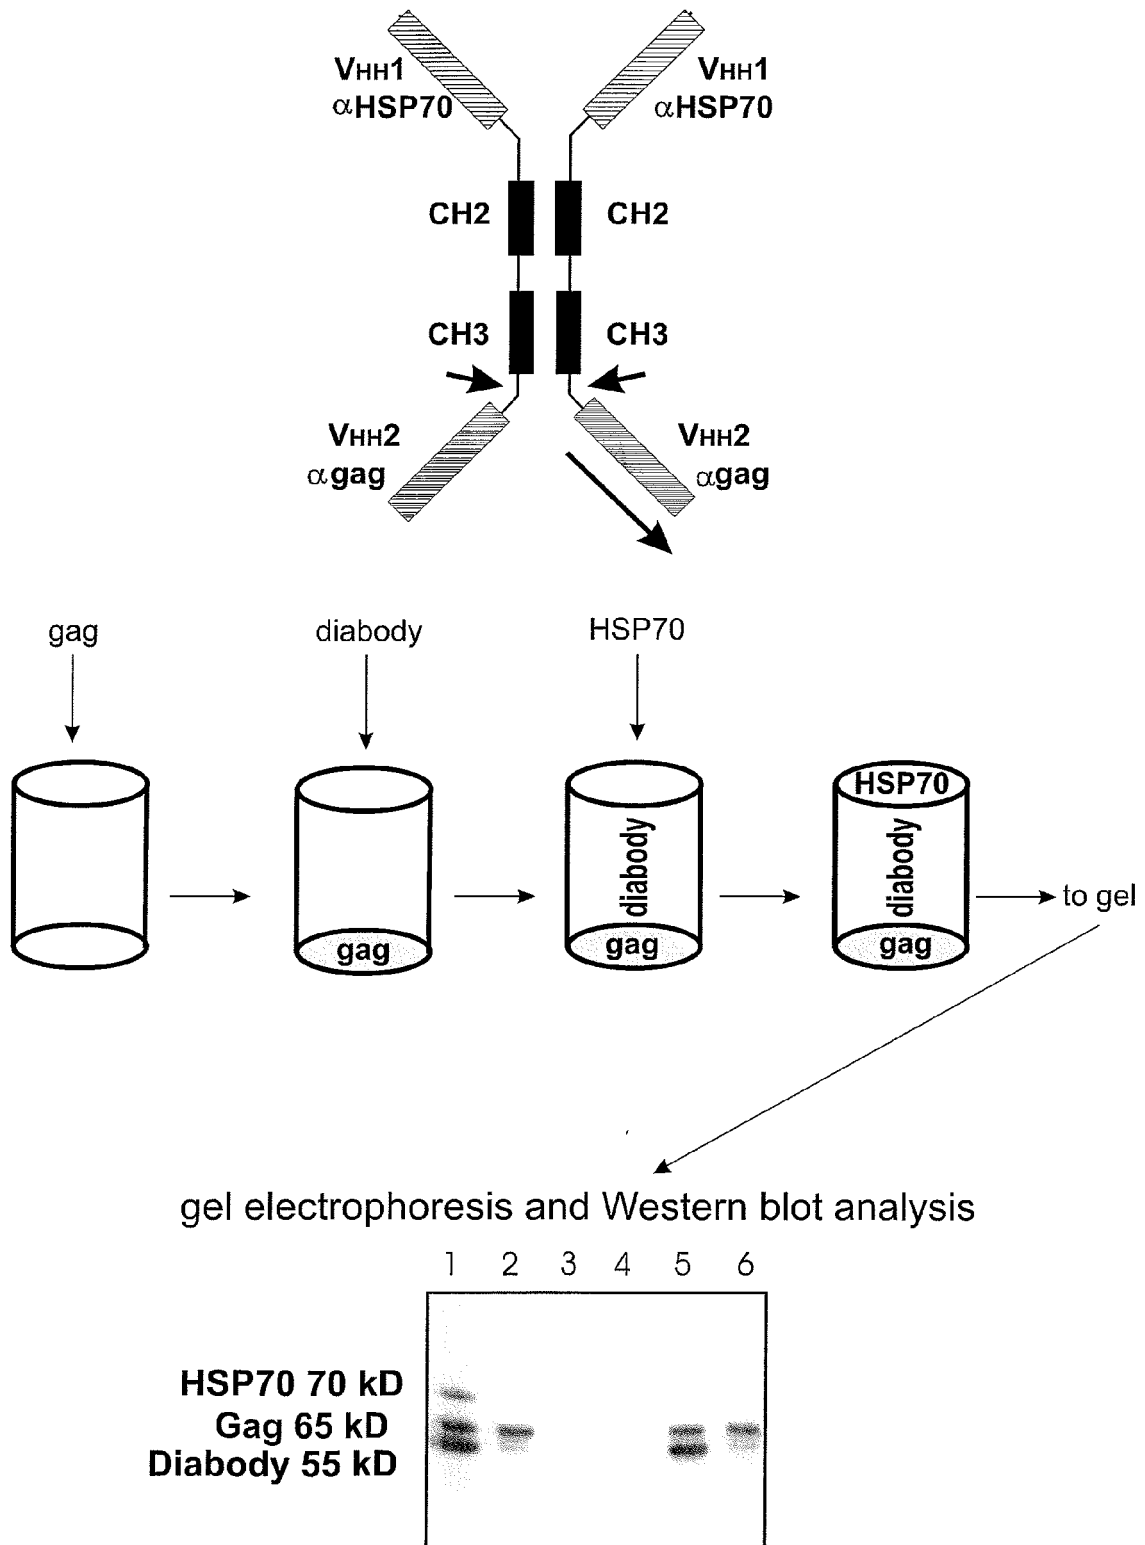 VHH1 VHH1
αHSP70 αHSP70
CH2 CH2
CH3 CH3
VHH2 VHH2
αgag αgag
gag diabody HSP70
HSP70
diabody diabody
gag gag gag
to gel
gel electrophoresis and Western blot analysis
1 2 3 4 5 6
HSP70 70 kD
Gag 65 kD
Diabody 55 kD